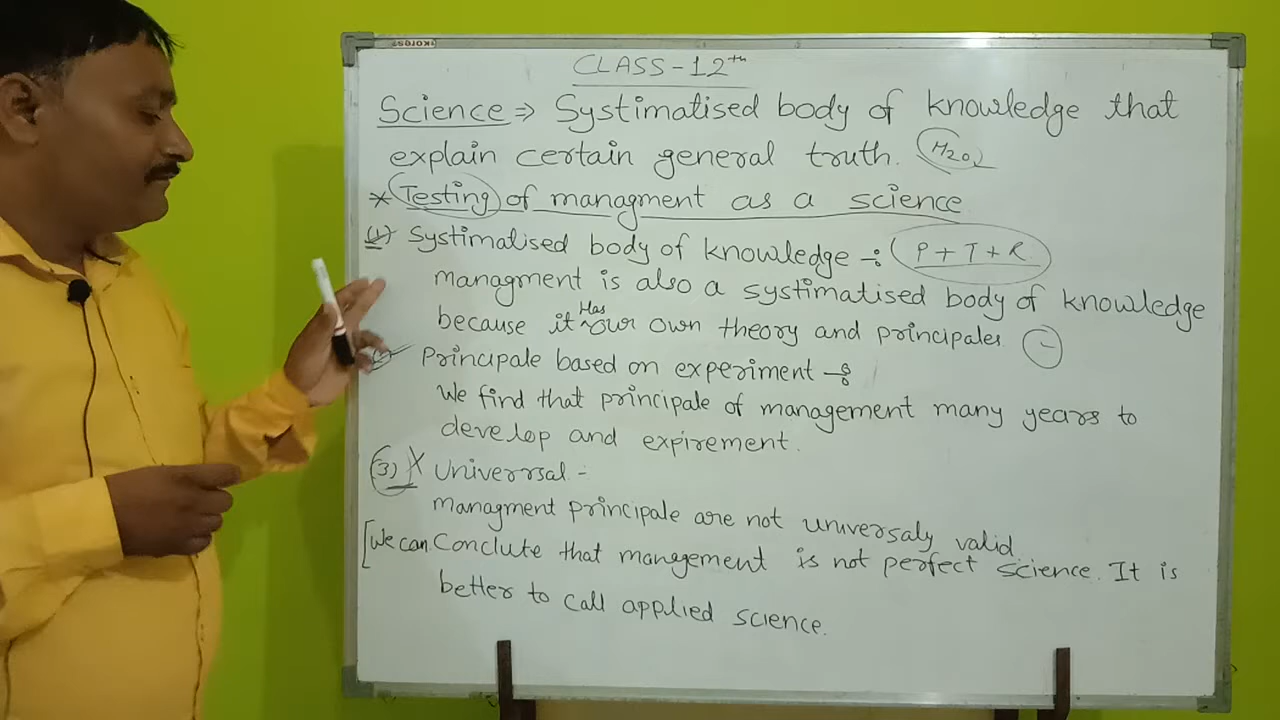 Kores
CLASS-12th
Science ⇒ Systimatised body of knowledge that
explain certain general truth. H2O
* Testing of managment as a science
(1) Systimatised body of knowledge ÷ (P + T + R
managment is also a systimatised body of knowledge
because it Has our own theory and principales
Principale based on experiment -:
We find that principale of management many years to
develop and expirement.
(3) X Universal -
managment principale are not universaly valid
[We can Conclute that management is not perfect science. It is
better to call applied science.